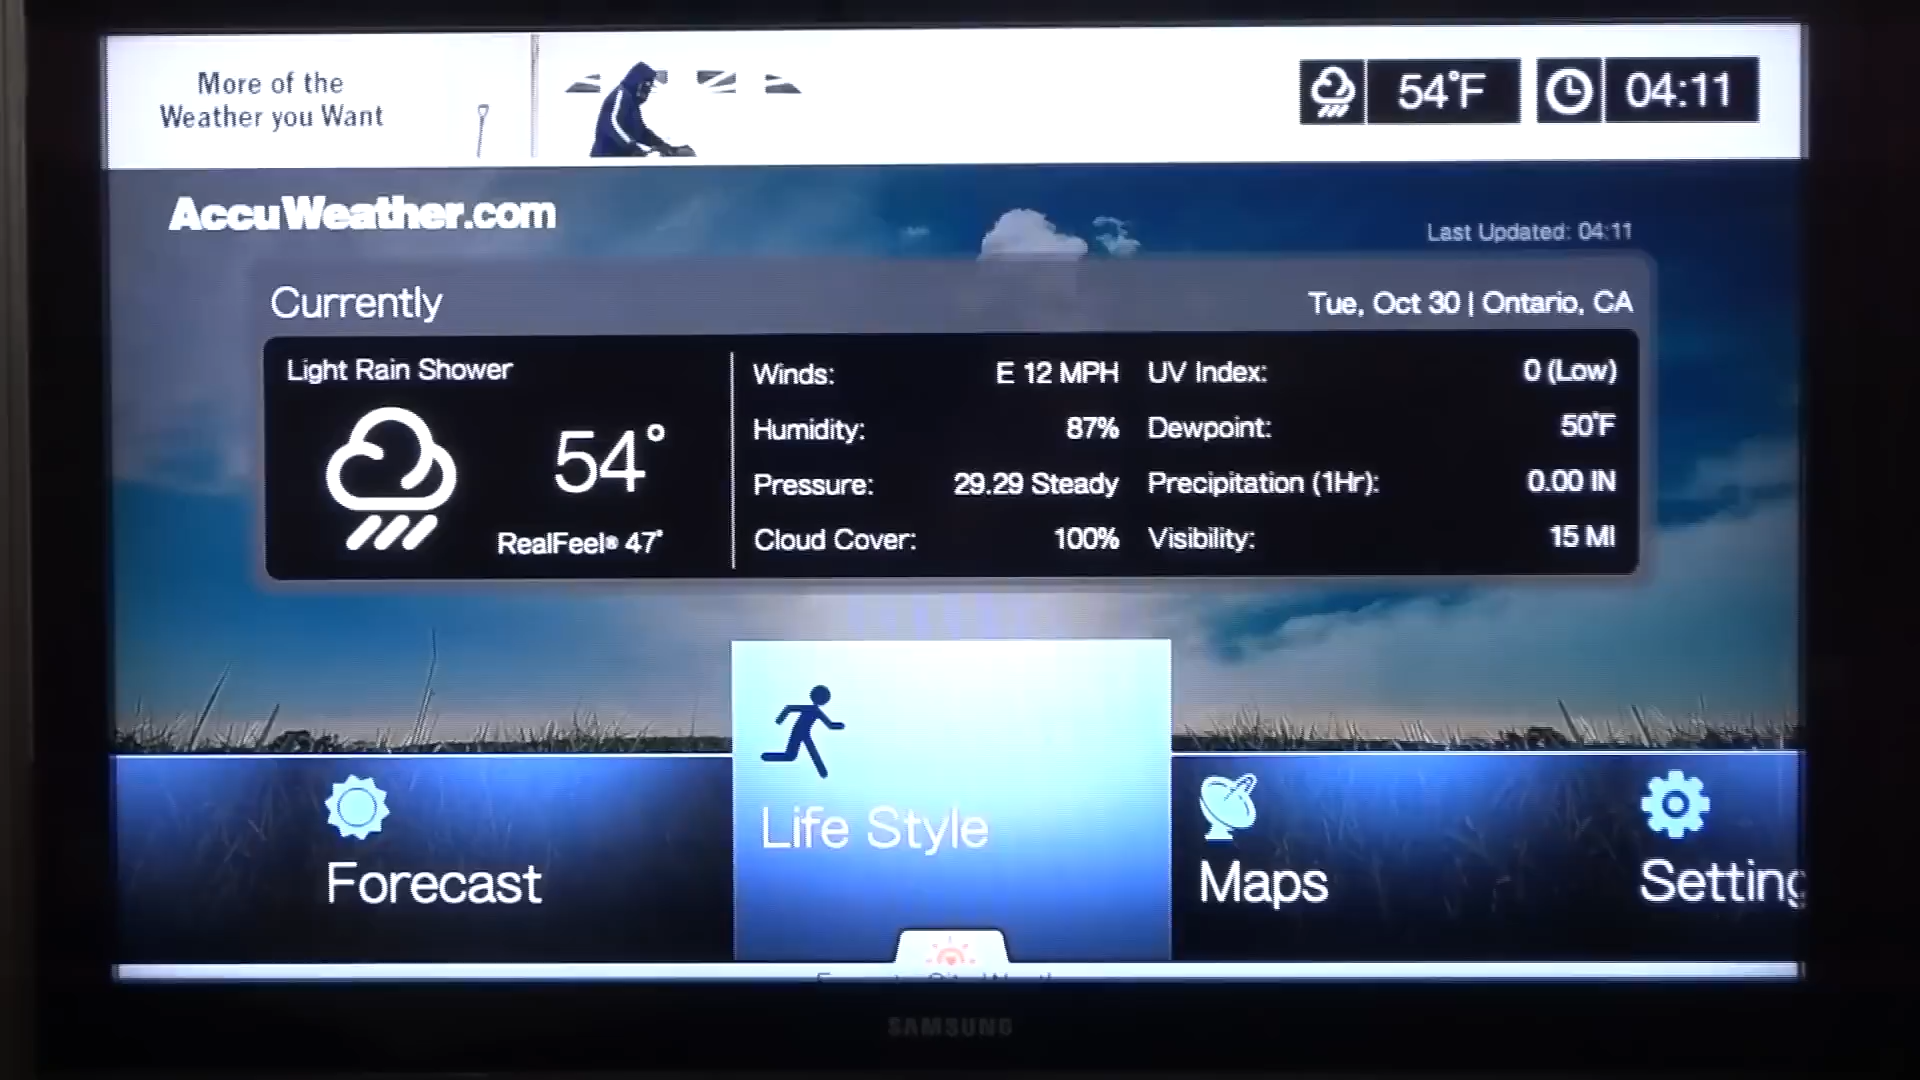 More of the
Weather you Want
54°F
04:11
AccuWeather.com
Last Updated: 04:11
Currently
Tue, Oct 30 | Ontario, CA
Light Rain Shower
54°
RealFeel® 47°
Winds: E 12 MPH
Humidity: 87%
Pressure: 29.29 Steady
Cloud Cover: 100%
UV Index: 0 (Low)
Dewpoint: 50°F
Precipitation (1Hr): 0.00 IN
Visibility: 15 MI
Forecast
Life Style
Maps
Setting
SAMSUNG